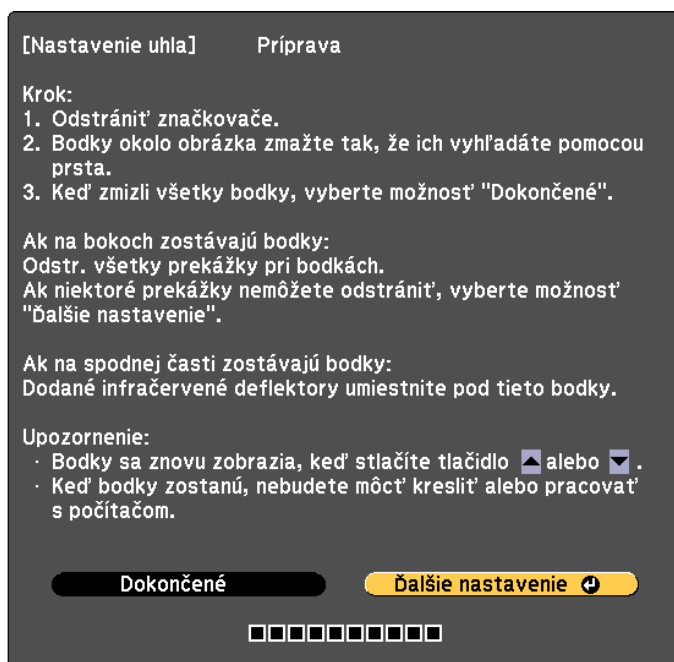 [Nastavenie uhla] Príprava
Krok:
1. Odstrániť značkovače.
2. Bodky okolo obrázka zmažte tak, že ich vyhľadáte pomocou
prsta.
3. Keď zmizli všetky bodky, vyberte možnosť "Dokončené".
Ak na bokoch zostávajú bodky:
Odstr. všetky prekážky pri bodkách.
Ak niektoré prekážky nemôžete odstrániť, vyberte možnosť
"Ďalšie nastavenie".
Ak na spodnej časti zostávajú bodky:
Dodané infračervené deflektory umiestnite pod tieto bodky.
Upozornenie:
· Bodky sa znovu zobrazia, keď stlačíte tlačidlo ▲ alebo ▼ .
· Keď bodky zostanú, nebudete môcť kresliť alebo pracovať
s počítačom.
Dokončené Ďalšie nastavenie